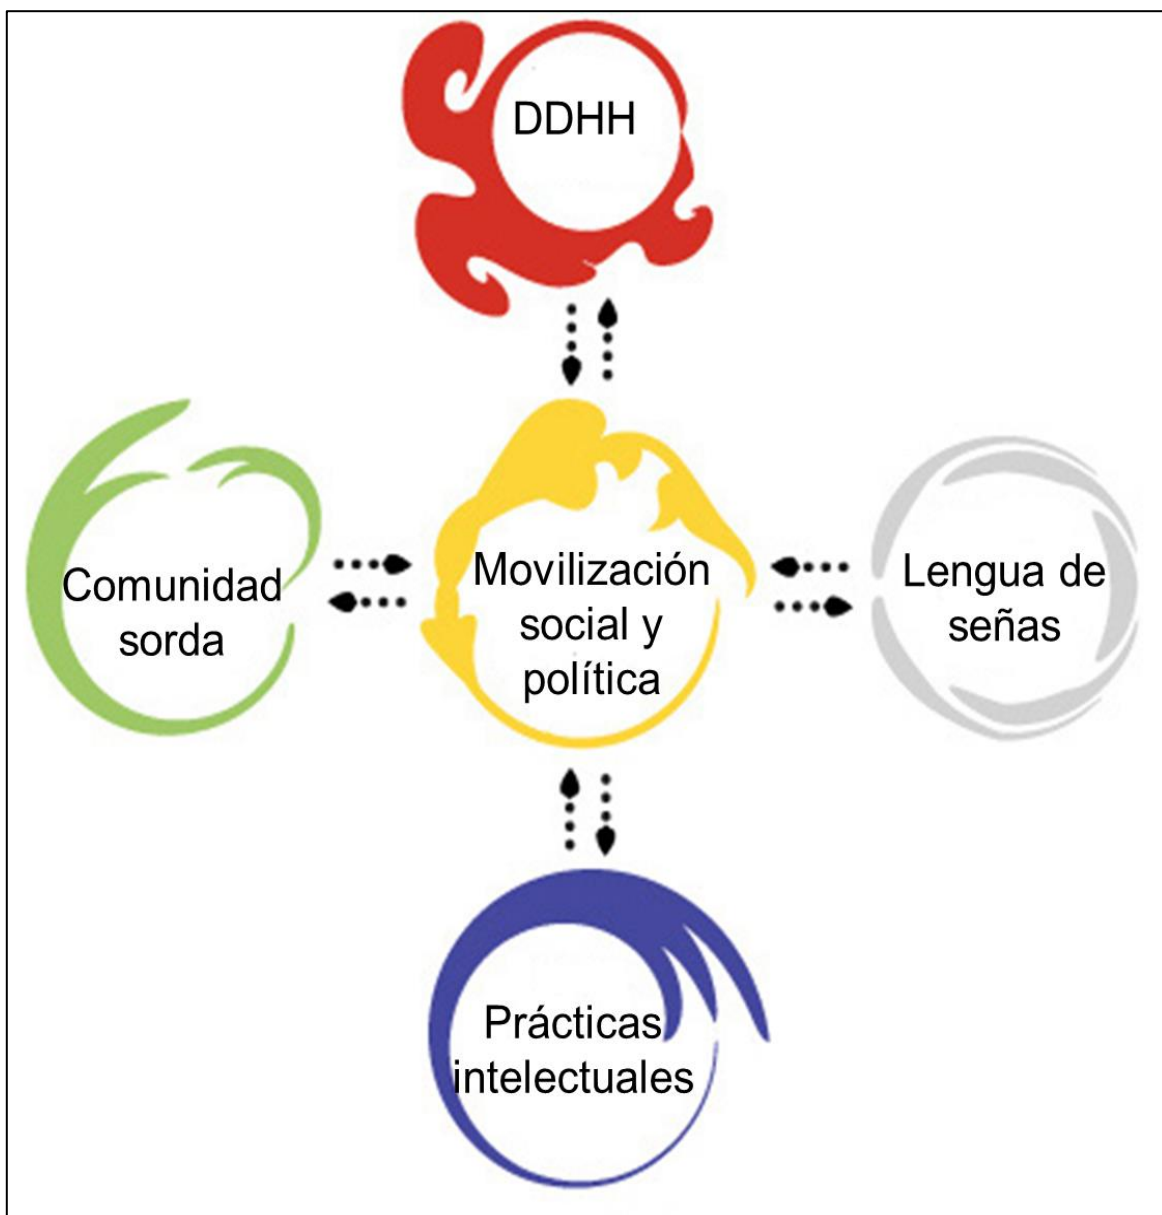 DDHH
Comunidad
sorda
Movilización
social y
política
Lengua de
señas
Prácticas
intelectuales